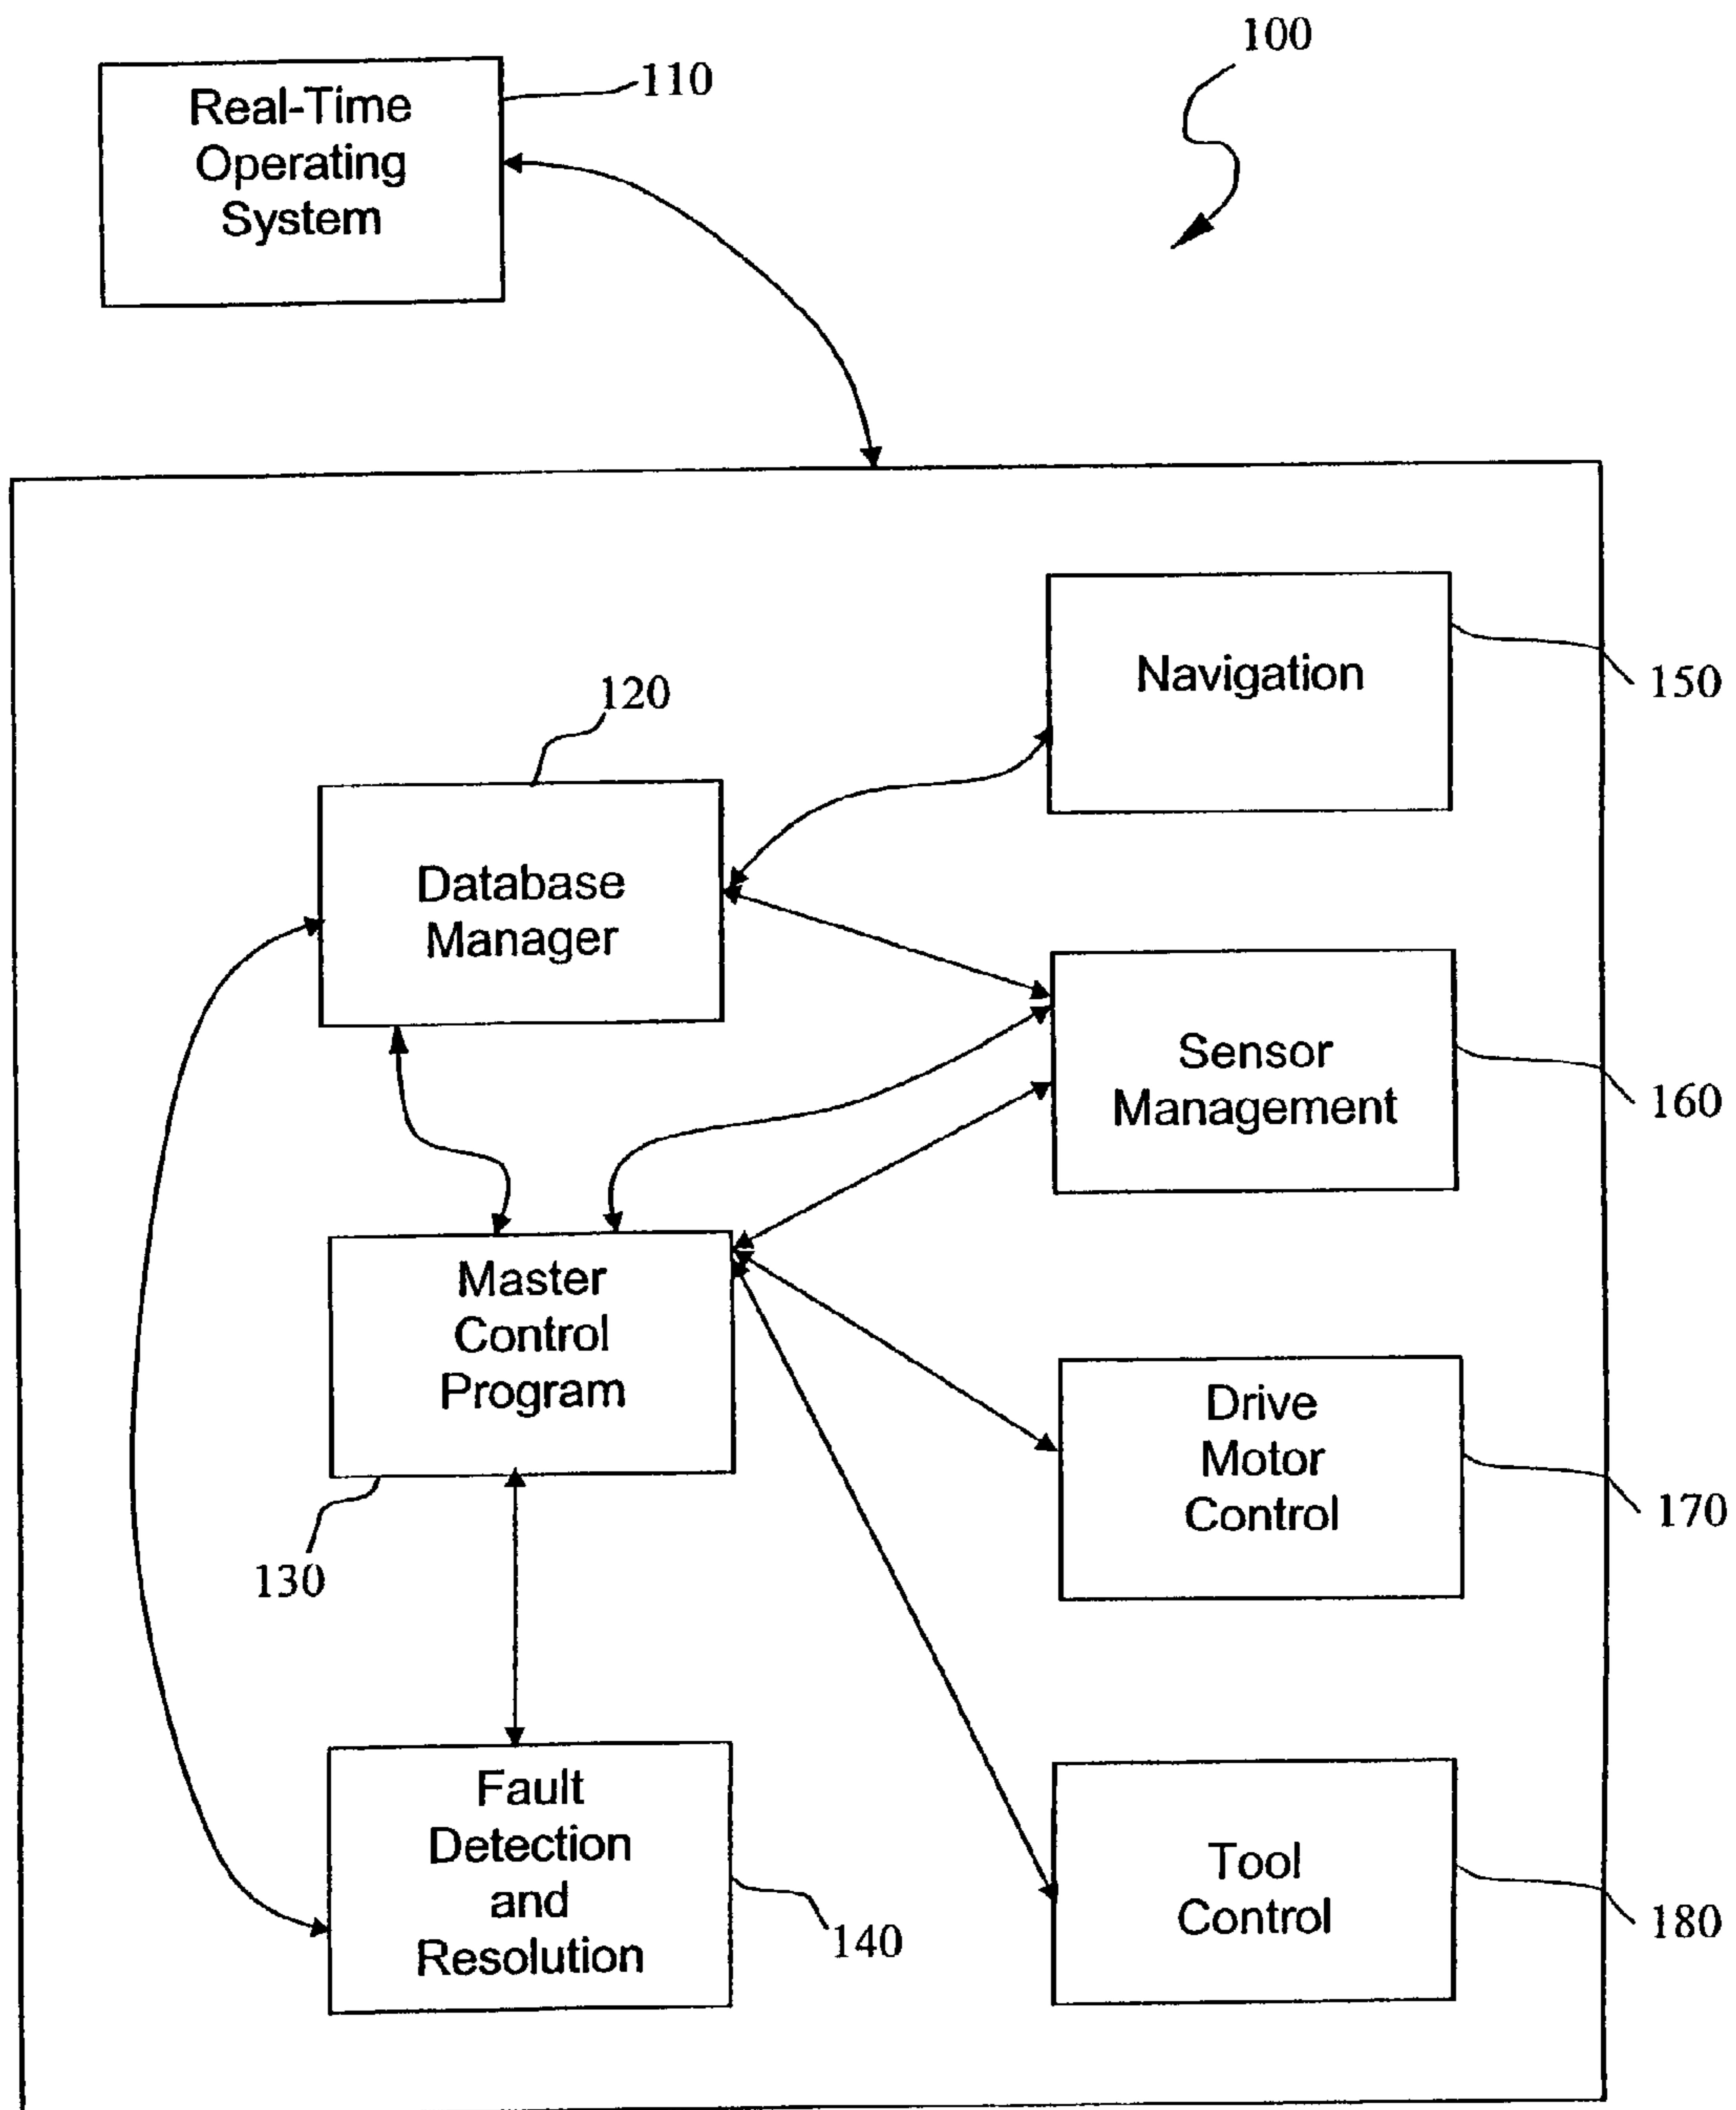 100
Real-Time
Operating
System
110
Navigation
150
120
Database
Manager
Sensor
Management
160
Master
Control
Program
130
Drive
Motor
Control
170
Fault
Detection
and
Resolution
140
Tool
Control
180